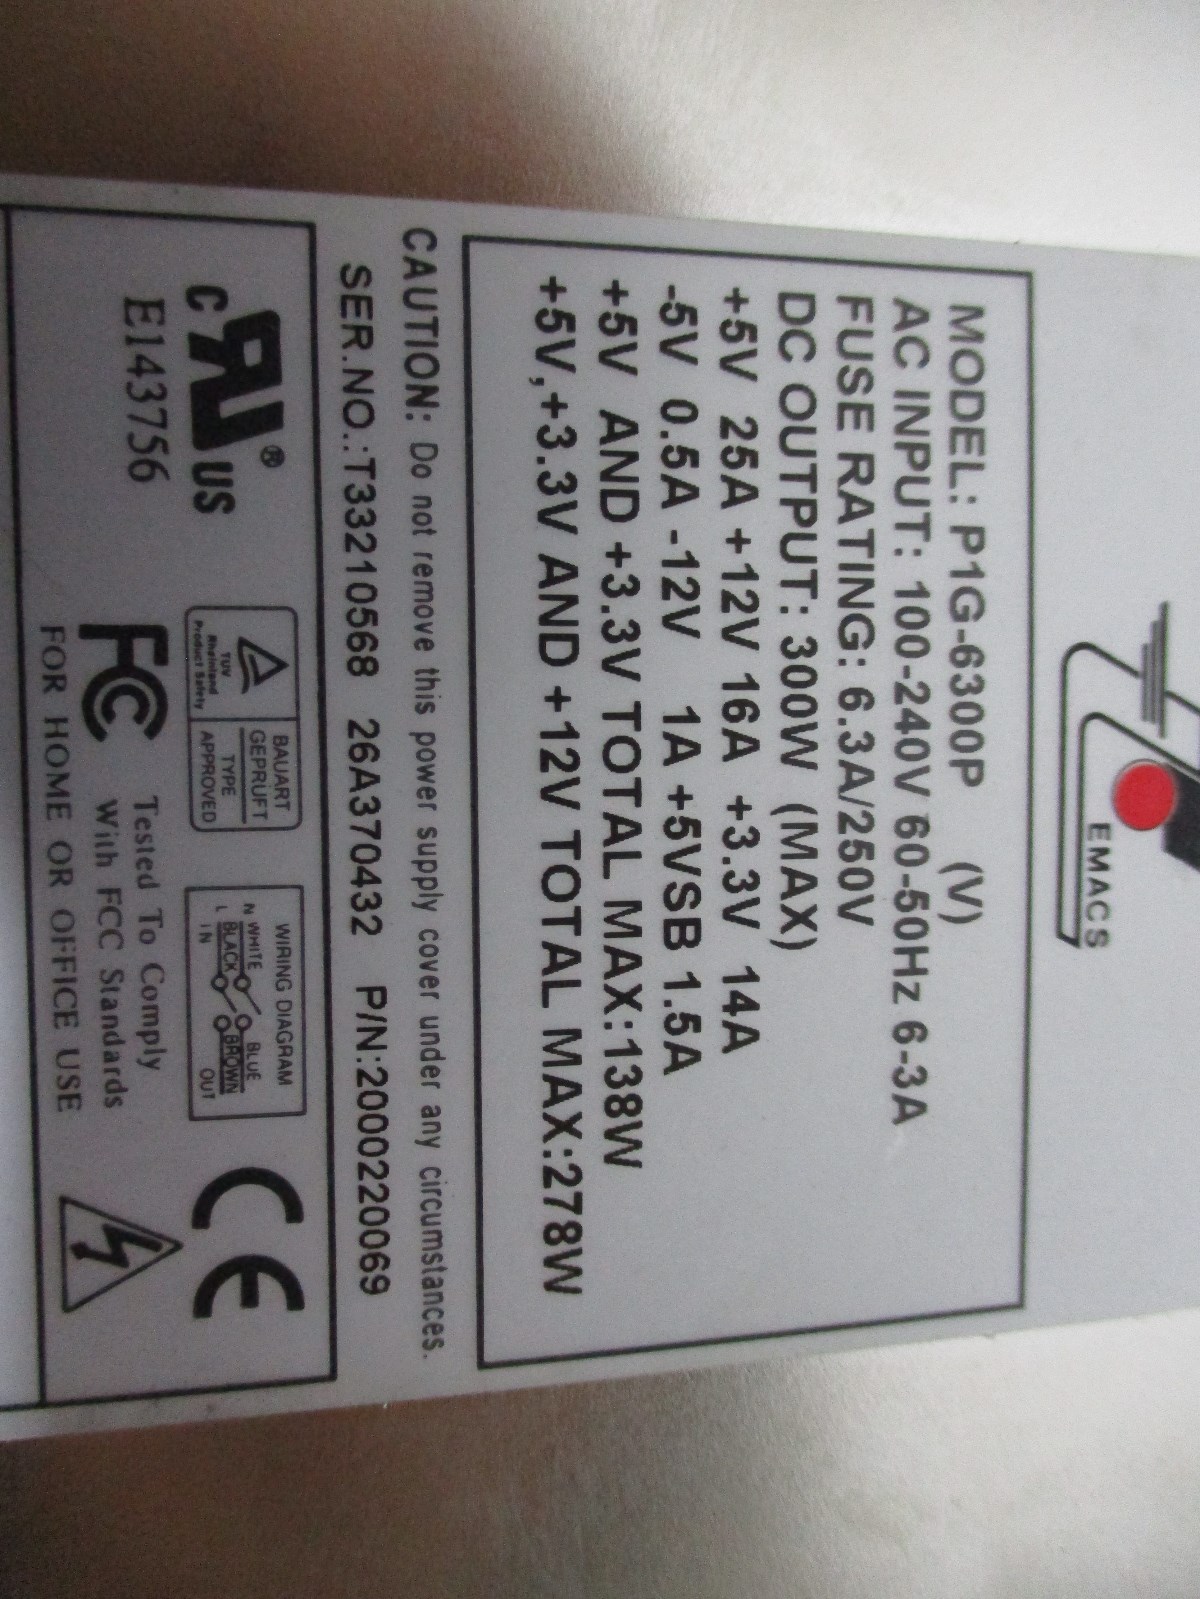 EMACS
MODEL: P1G-6300P (V)
AC INPUT: 100-240V 60-50Hz 6-3A
FUSE RATING: 6.3A/250V
DC OUTPUT: 300W (MAX)
+5V 25A +12V 16A +3.3V 14A
-5V 0.5A -12V 1A +5VSB 1.5A
+5V AND +3.3V TOTAL MAX:138W
+5V,+3.3V AND +12V TOTAL MAX:278W
CAUTION: Do not remove this power supply cover under any circumstances.
SER.NO.:T33210568 26A370432 P/N:2000220069
c RU US ®
E143756
TUV
Rheinland
Product Safety
BAUART
GEPRUFT
TYPE
APPROVED
WIRING DIAGRAM
N WHITE BLUE
L BLACK BROWN
IN OUT
CE
FC Tested To Comply
With FCC Standards
FOR HOME OR OFFICE USE